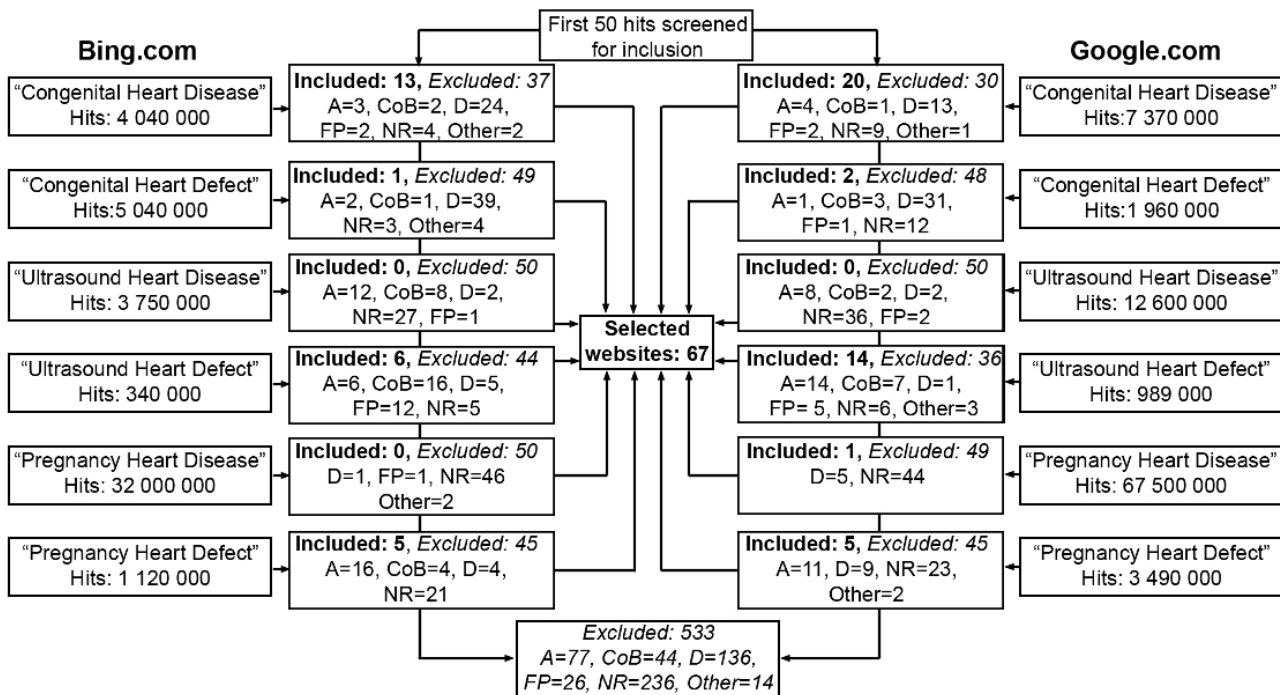 First 50 hits screened
for inclusion
Bing.com
Google.com
"Congenital Heart Disease"
Hits: 4 040 000
Included: 13, Excluded: 37
A=3, CoB=2, D=24,
FP=2, NR=4, Other=2
Included: 20, Excluded: 30
A=4, CoB=1, D=13,
FP=2, NR=9, Other=1
"Congenital Heart Disease"
Hits:7 370 000
"Congenital Heart Defect"
Hits:5 040 000
Included: 1, Excluded: 49
A=2, CoB=1, D=39,
NR=3, Other=4
Included: 2, Excluded: 48
A=1, CoB=3, D=31,
FP=1, NR=12
"Congenital Heart Defect"
Hits:1 960 000
"Ultrasound Heart Disease"
Hits: 3 750 000
Included: 0, Excluded: 50
A=12, CoB=8, D=2,
NR=27, FP=1
Included: 0, Excluded: 50
A=8, CoB=2, D=2,
NR=36, FP=2
"Ultrasound Heart Disease"
Hits: 12 600 000
Selected
websites: 67
"Ultrasound Heart Defect"
Hits: 340 000
Included: 6, Excluded: 44
A=6, CoB=16, D=5,
FP=12, NR=5
Included: 14, Excluded: 36
A=14, CoB=7, D=1,
FP= 5, NR=6, Other=3
"Ultrasound Heart Defect"
Hits: 989 000
"Pregnancy Heart Disease"
Hits: 32 000 000
Included: 0, Excluded: 50
D=1, FP=1, NR=46
Other=2
Included: 1, Excluded: 49
D=5, NR=44
"Pregnancy Heart Disease"
Hits: 67 500 000
"Pregnancy Heart Defect"
Hits: 1 120 000
Included: 5, Excluded: 45
A=16, CoB=4, D=4,
NR=21
Included: 5, Excluded: 45
A=11, D=9, NR=23,
Other=2
"Pregnancy Heart Defect"
Hits: 3 490 000
Excluded: 533
A=77, CoB=44, D=136,
FP=26, NR=236, Other=14